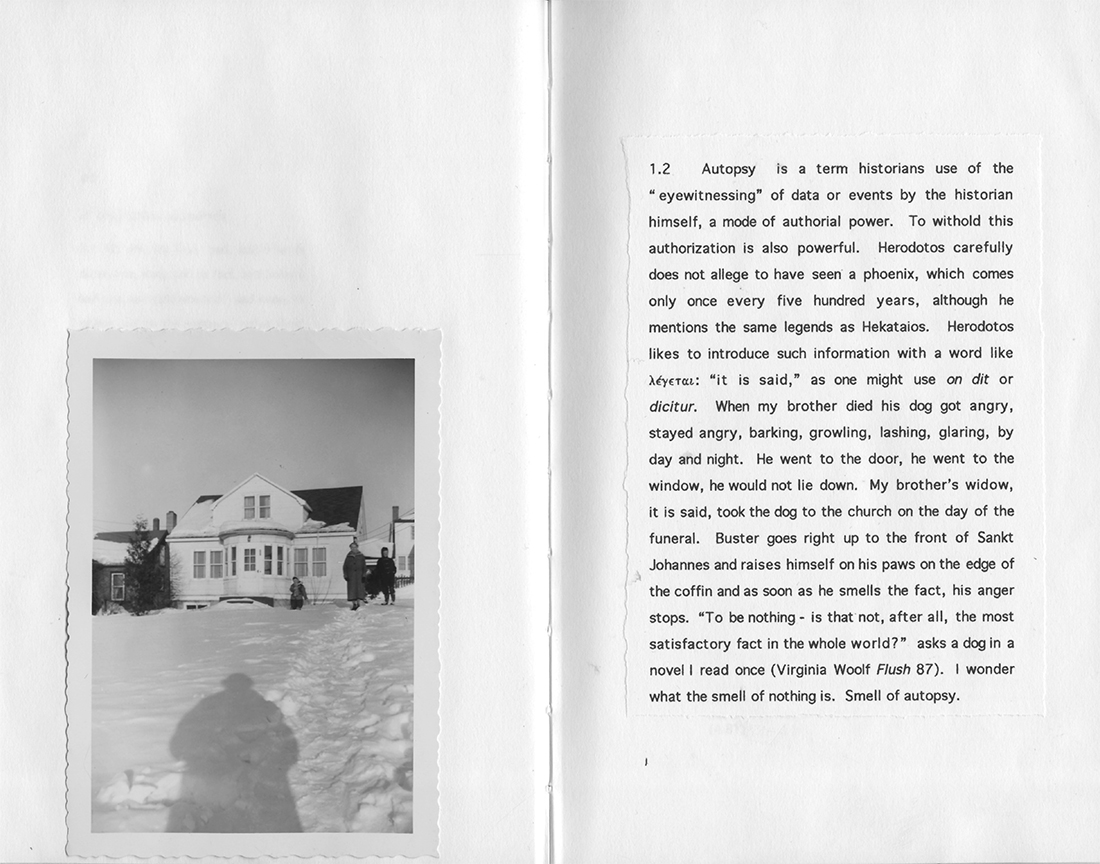 1.2 Autopsy is a term historians use of the
“eyewitnessing” of data or events by the historian
himself, a mode of authorial power. To withold this
authorization is also powerful. Herodotos carefully
does not allege to have seen a phoenix, which comes
only once every five hundred years, although he
mentions the same legends as Hekataios. Herodotos
likes to introduce such information with a word like
λέγεται: “it is said,” as one might use on dit or
dicitur. When my brother died his dog got angry,
stayed angry, barking, growling, lashing, glaring, by
day and night. He went to the door, he went to the
window, he would not lie down. My brother’s widow,
it is said, took the dog to the church on the day of the
funeral. Buster goes right up to the front of Sankt
Johannes and raises himself on his paws on the edge of
the coffin and as soon as he smells the fact, his anger
stops. “To be nothing - is that not, after all, the most
satisfactory fact in the whole world?” asks a dog in a
novel I read once (Virginia Woolf Flush 87). I wonder
what the smell of nothing is. Smell of autopsy.